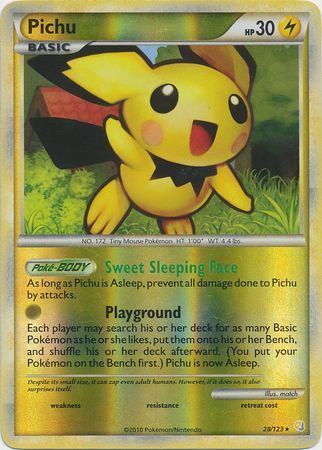 Pichu HP 30
BASIC
NO. 172 Tiny Mouse Pokémon HT: 1'00" WT: 4.4 lbs.
Poké-BODY Sweet Sleeping Face
As long as Pichu is Asleep, prevent all damage done to Pichu
by attacks.
Playground
Each player may search his or her deck for as many Basic
Pokémon as he or she likes, put them onto his or her Bench,
and shuffle his or her deck afterward. (You put your
Pokémon on the Bench first.) Pichu is now Asleep.
Despite its small size, it can zap even adult humans. However, if it does so, it also
surprises itself.
Illus. match
weakness resistance retreat cost
©2010 Pokémon/Nintendo 28/123 ★